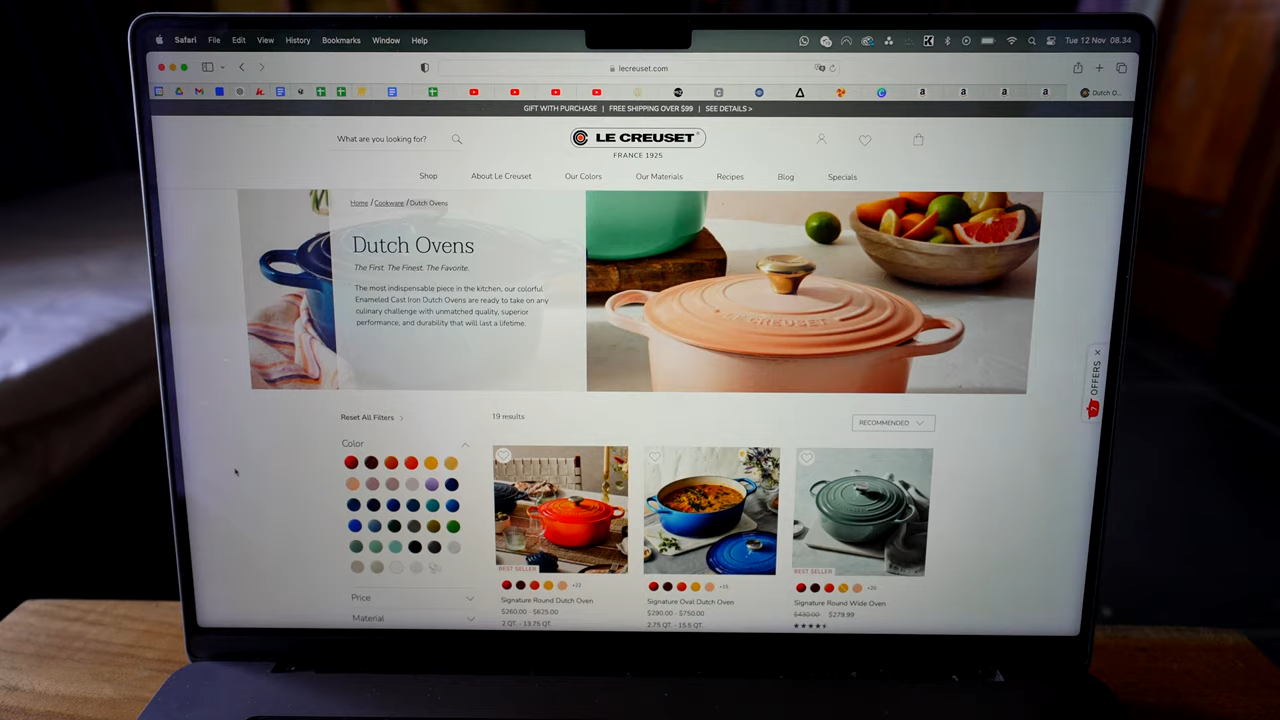 Safari File Edit View History Bookmarks Window Help Tue 12 Nov 08.34
lecreuset.com
Dutch O...
GIFT WITH PURCHASE | FREE SHIPPING OVER $99 | SEE DETAILS >
What are you looking for?
LE CREUSET
FRANCE 1925
Shop About Le Creuset Our Colors Our Materials Recipes Blog Specials
Home / Cookware / Dutch Ovens
Dutch Ovens
The First. The Finest. The Favorite.
The most indispensable piece in the kitchen, our colorful
Enameled Cast Iron Dutch Ovens are ready to take on any
culinary challenge with unmatched quality, superior
performance, and durability that will last a lifetime.
LE CREUSET
× OFFERS
Reset All Filters >
19 results
RECOMMENDED
Color
BEST SELLER
BEST SELLER
+22
+15
+20
Signature Round Dutch Oven
Signature Oval Dutch Oven
Signature Round Wide Oven
$260.00 - $625.00
$290.00 - $750.00
$430.00 $279.99
2 QT. - 13.75 QT.
2.75 QT. - 15.5 QT.
Price
Material